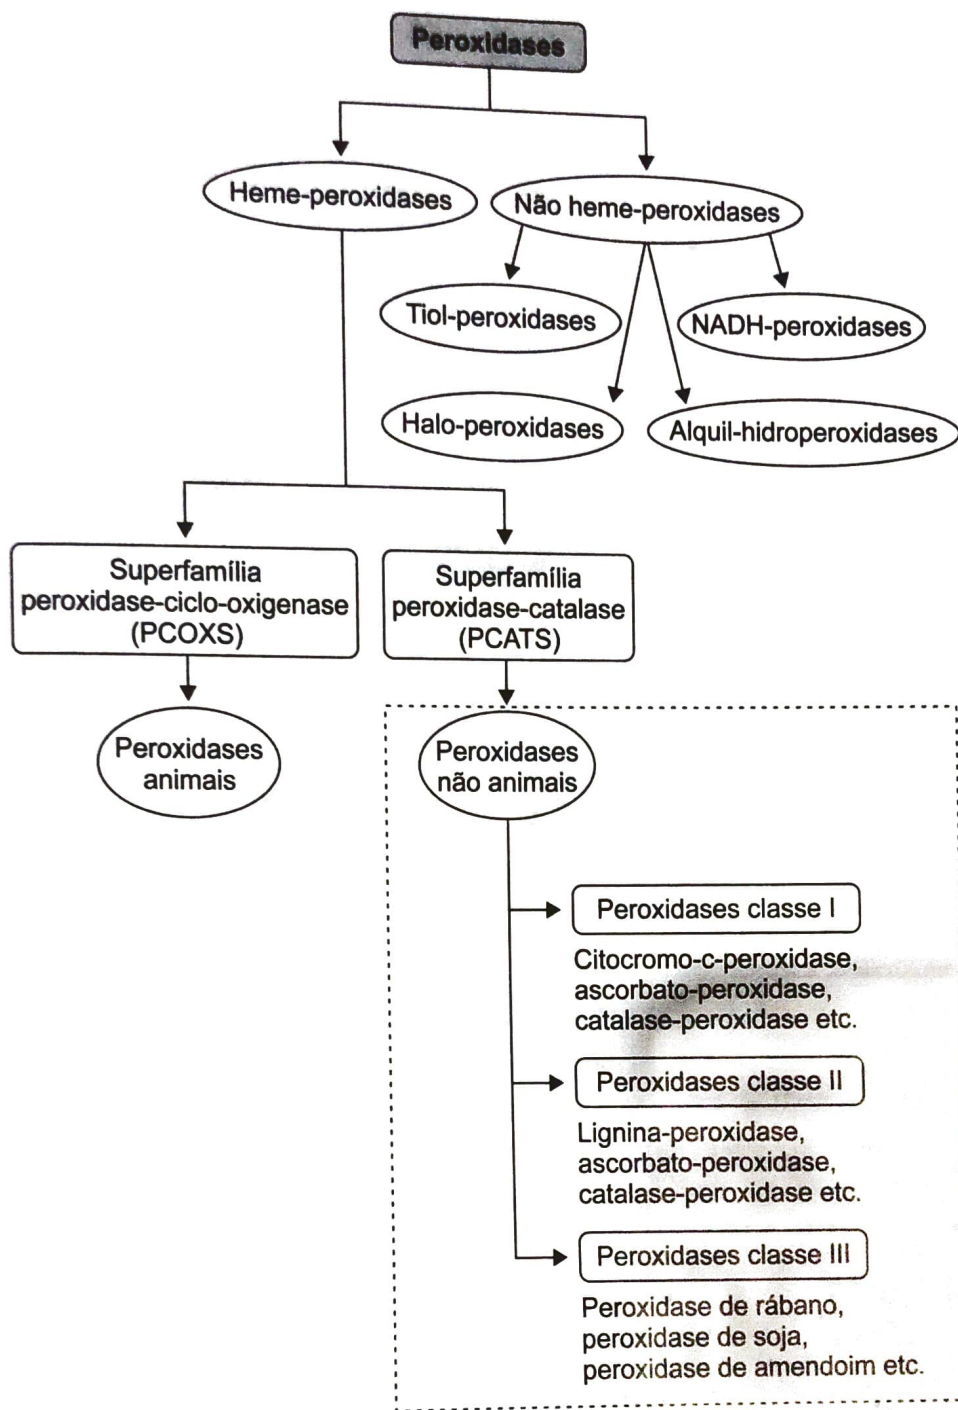 Peroxidases
Heme-peroxidases
Não heme-peroxidases
Tiol-peroxidases
NADH-peroxidases
Halo-peroxidases
Alquil-hidroperoxidases
Superfamília
peroxidase-ciclo-oxigenase
(PCOXS)
Superfamília
peroxidase-catalase
(PCATS)
Peroxidases
animais
Peroxidases
não animais
Peroxidases classe I
Citocromo-c-peroxidase,
ascorbato-peroxidase,
catalase-peroxidase etc.
Peroxidases classe II
Lignina-peroxidase,
ascorbato-peroxidase,
catalase-peroxidase etc.
Peroxidases classe III
Peroxidase de rábano,
peroxidase de soja,
peroxidase de amendoim etc.